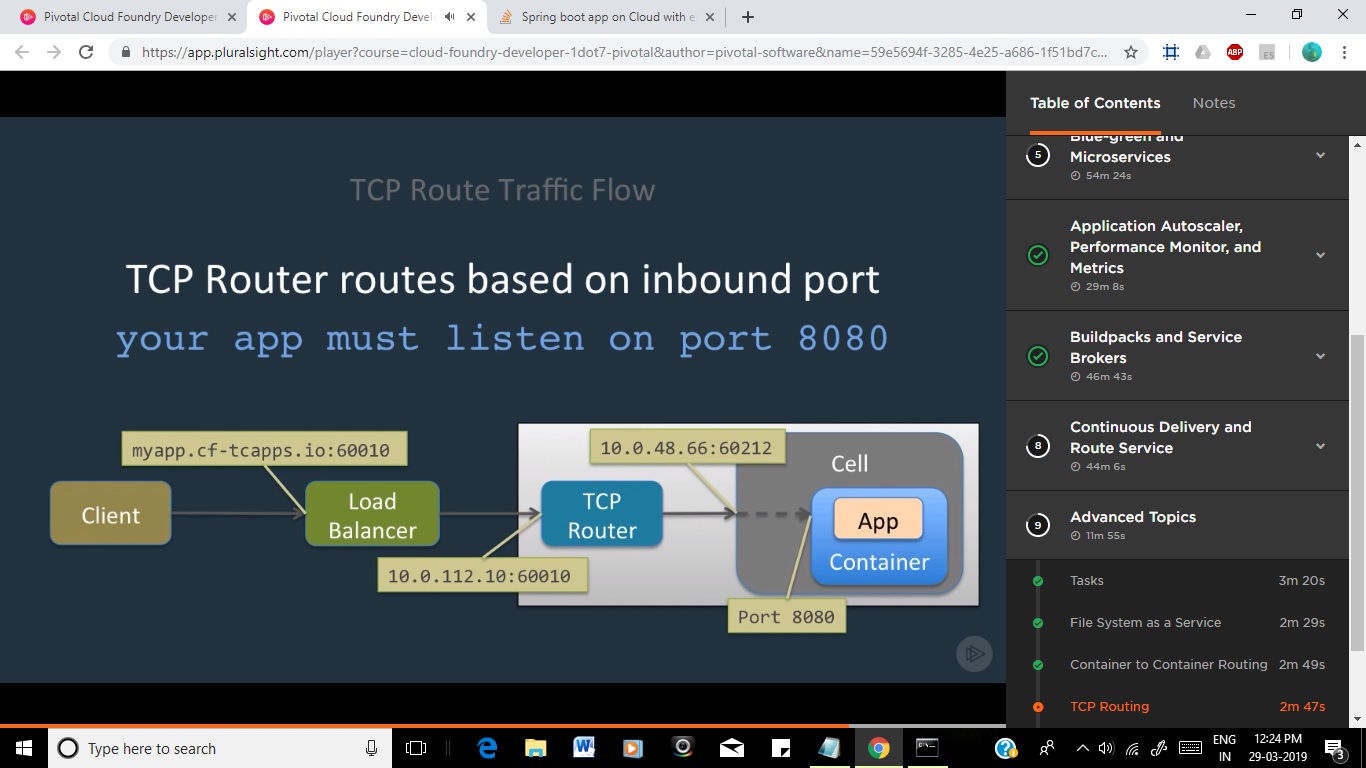 Pivotal Cloud Foundry Developer
Pivotal Cloud Foundry Devel
Spring boot app on Cloud with e
https://app.pluralsight.com/player?course=cloud-foundry-developer-1dot7-pivotal&author=pivotal-software&name=59e5694f-3285-4e25-a686-1f51bd7c...
ABP
ES
TCP Route Traffic Flow
TCP Router routes based on inbound port
your app must listen on port 8080
myapp.cf-tcapps.io:60010
10.0.48.66:60212
Cell
Client
Load
Balancer
TCP
Router
App
Container
10.0.112.10:60010
Port 8080
Table of Contents
Notes
Blue-green and
5
Microservices
54m 24s
Application Autoscaler,
Performance Monitor, and
Metrics
29m 8s
Buildpacks and Service
Brokers
46m 43s
Continuous Delivery and
8
Route Service
44m 6s
9
Advanced Topics
11m 55s
Tasks 3m 20s
File System as a Service 2m 29s
Container to Container Routing 2m 49s
TCP Routing 2m 47s
Type here to search
ENG
IN
12:24 PM
29-03-2019
3